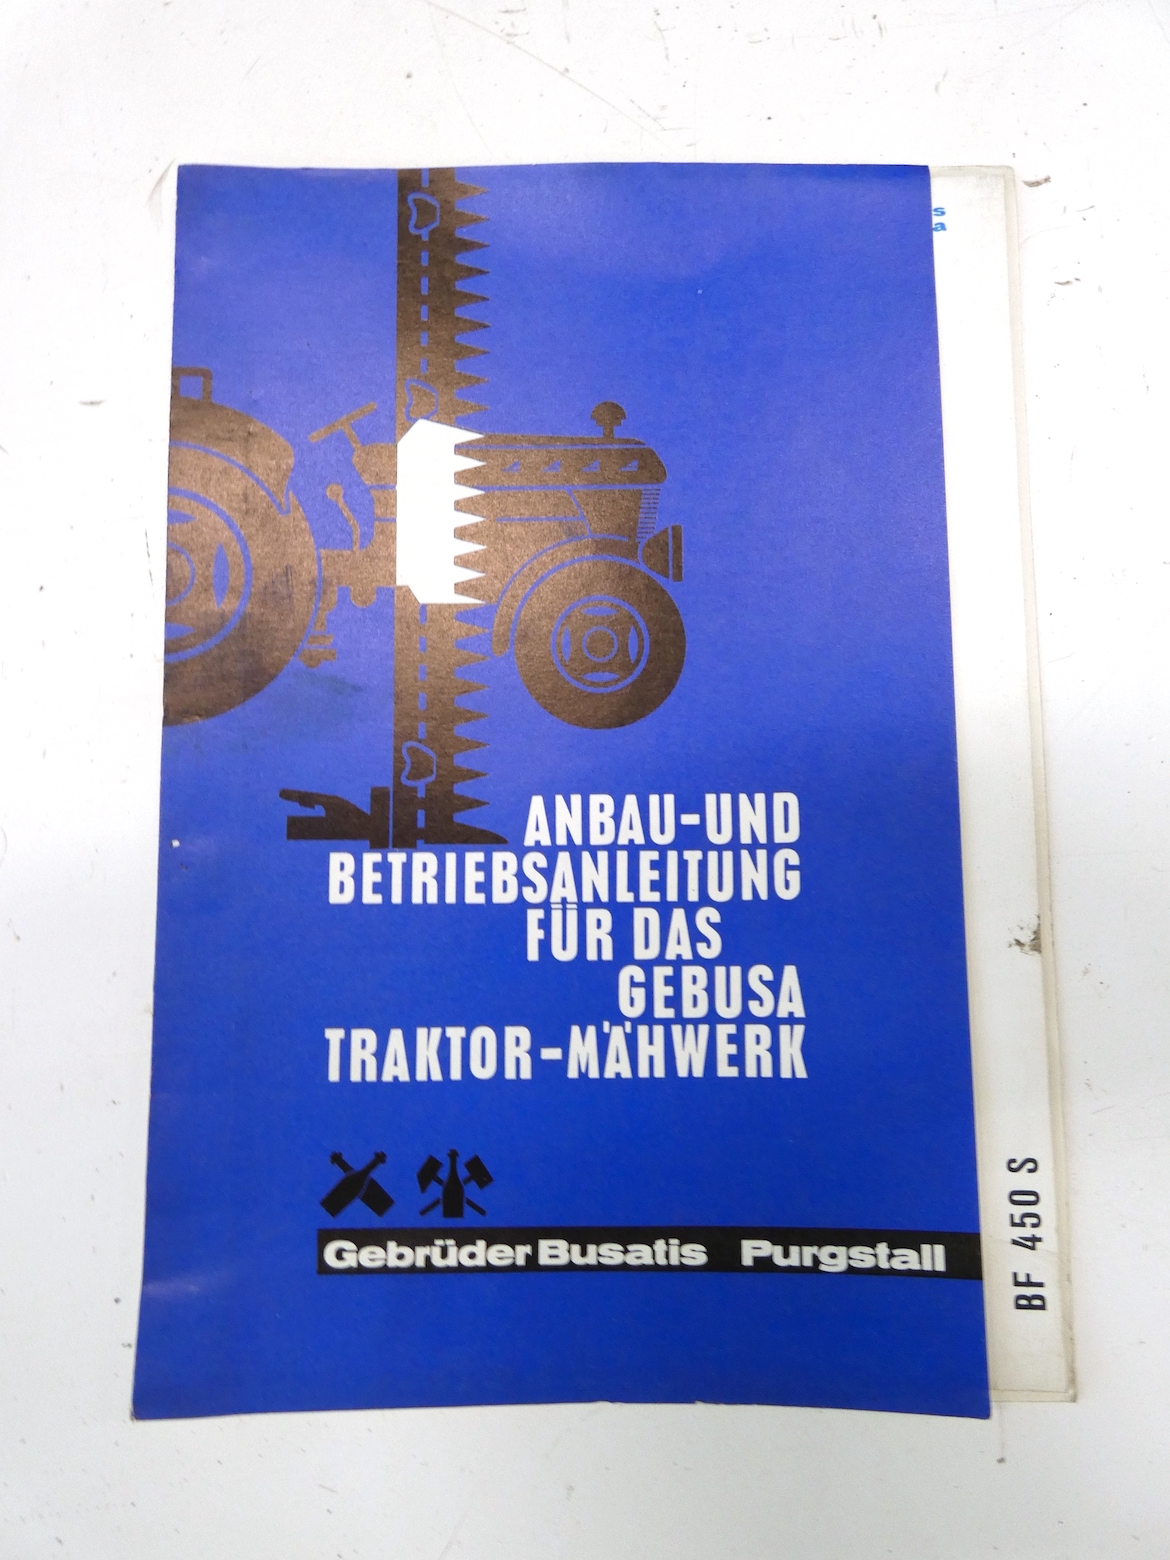 s
a
ANBAU-UND
BETRIEBSANLEITUNG
FÜR DAS
GEBUSA
TRAKTOR-MÄHWERK
Gebrüder Busatis Purgstall
BF 450 S